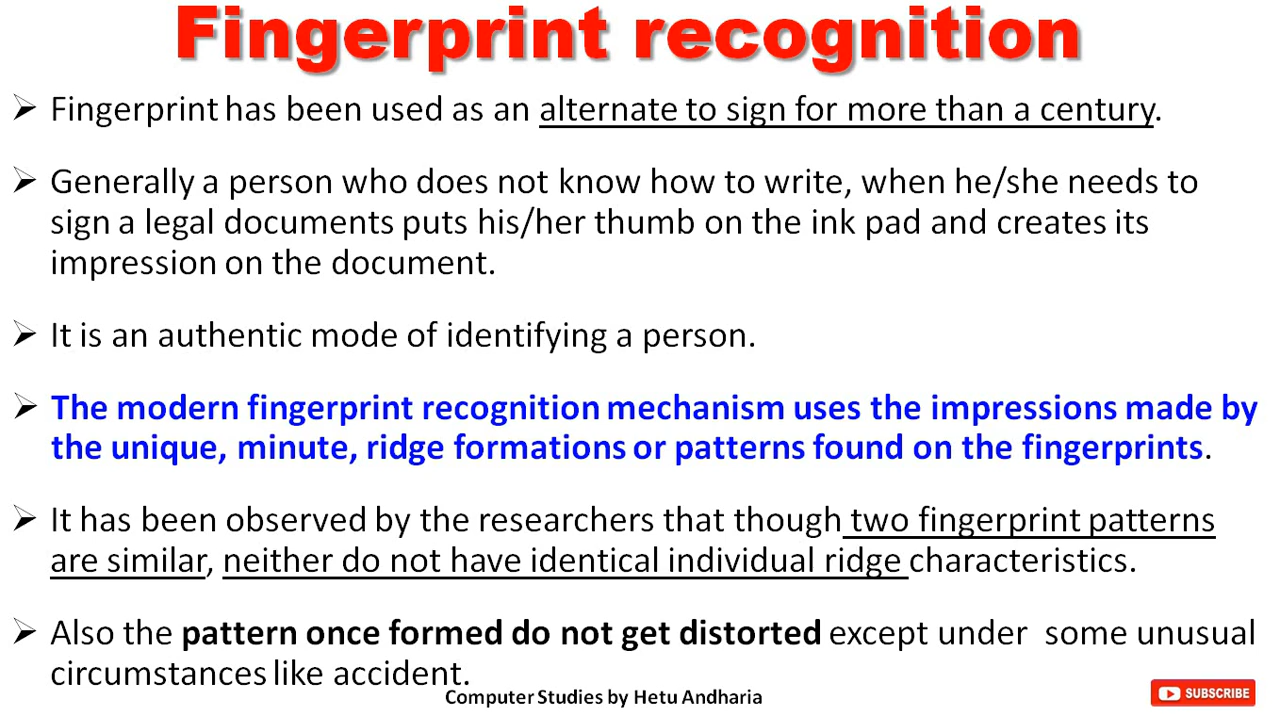 Fingerprint recognition
➢ Fingerprint has been used as an alternate to sign for more than a century.
➢ Generally a person who does not know how to write, when he/she needs to
sign a legal documents puts his/her thumb on the ink pad and creates its
impression on the document.
➢ It is an authentic mode of identifying a person.
➢ The modern fingerprint recognition mechanism uses the impressions made by
the unique, minute, ridge formations or patterns found on the fingerprints.
➢ It has been observed by the researchers that though two fingerprint patterns
are similar, neither do not have identical individual ridge characteristics.
➢ Also the pattern once formed do not get distorted except under some unusual
circumstances like accident.
Computer Studies by Hetu Andharia
SUBSCRIBE